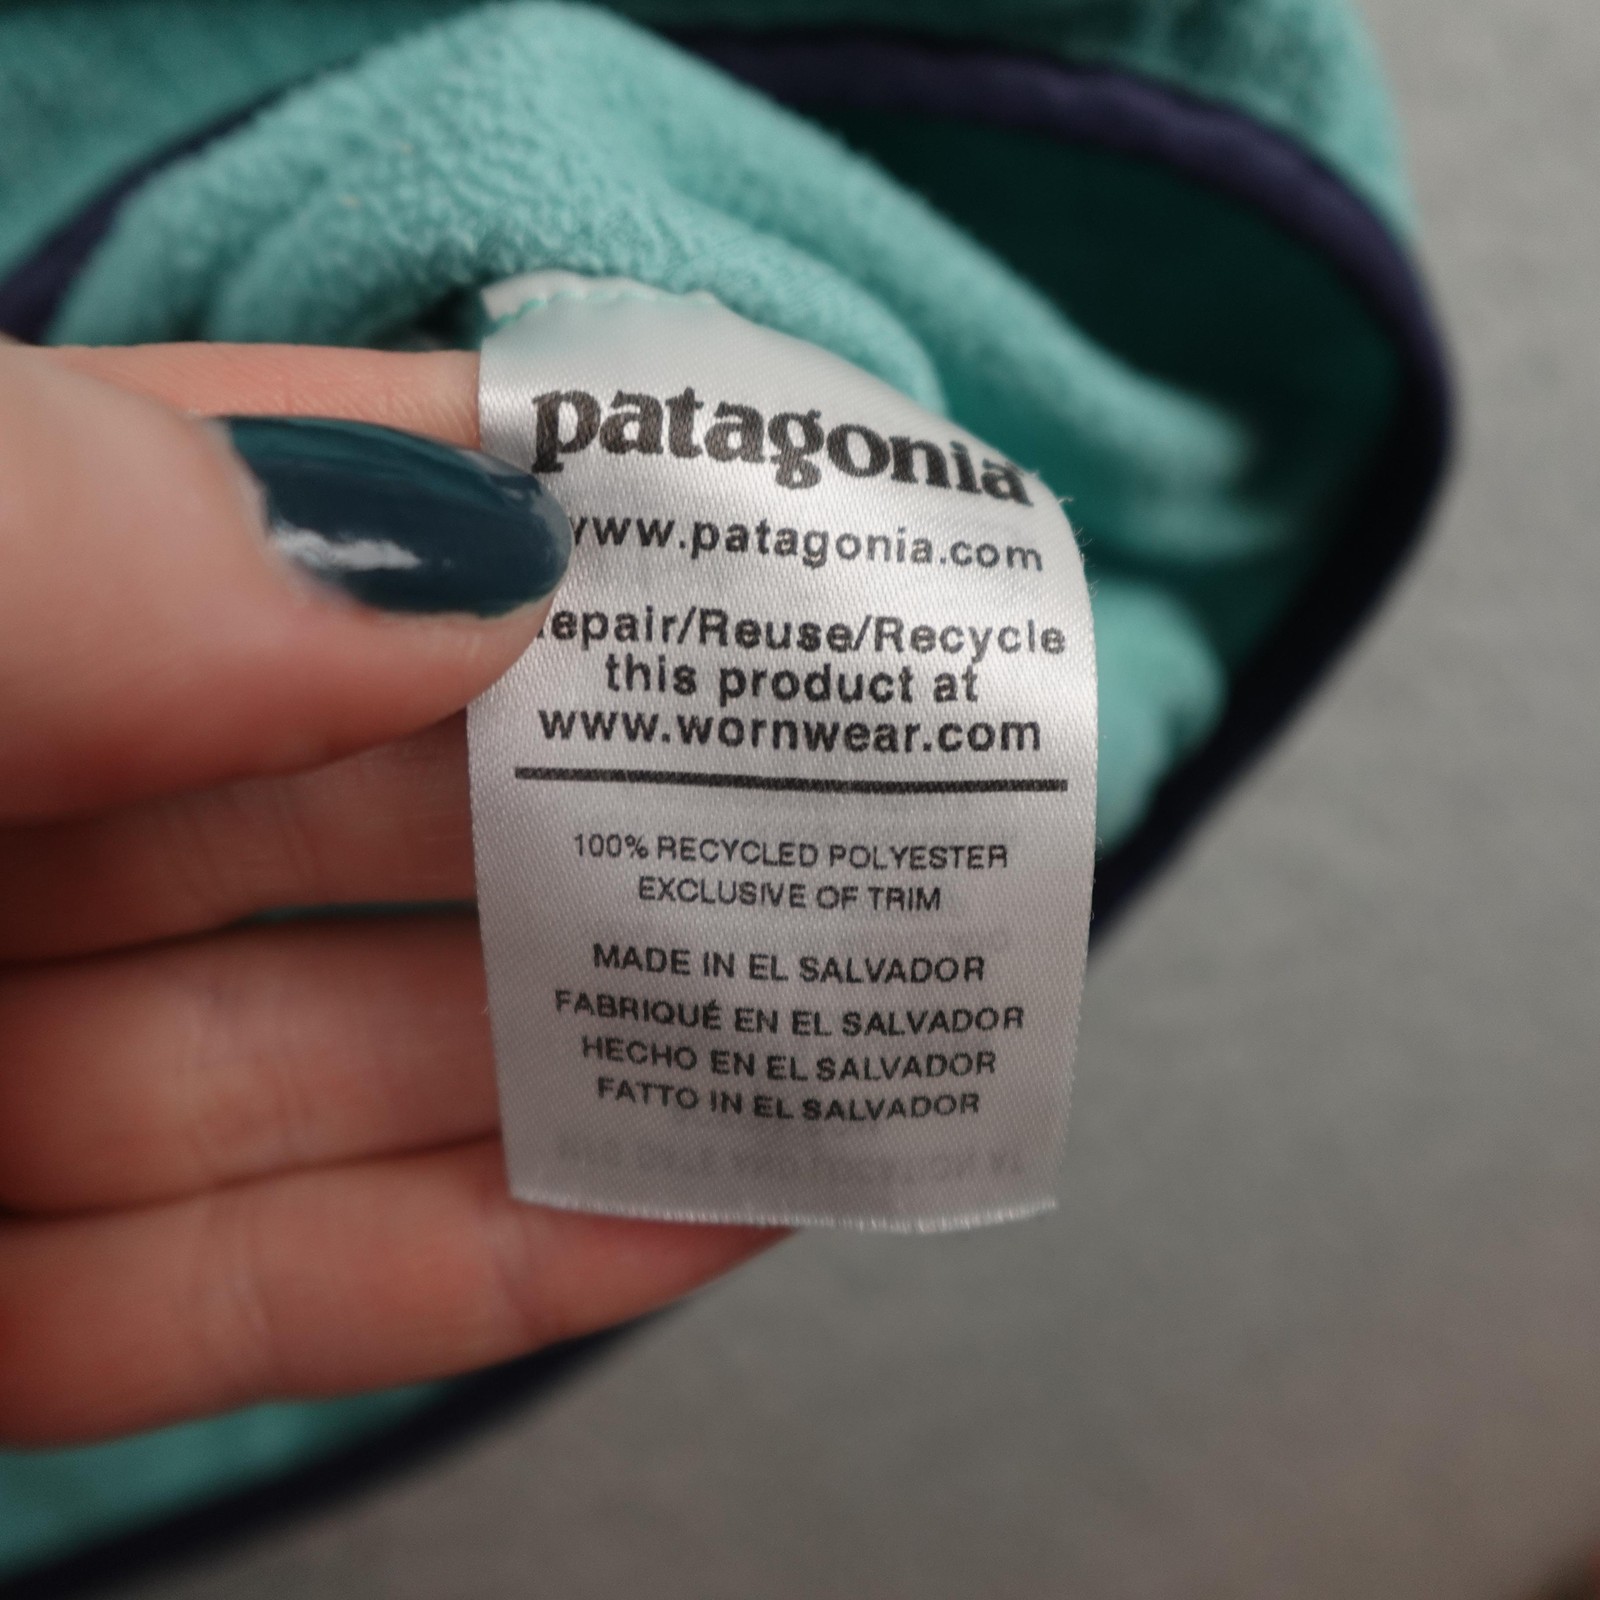 patagonia
www.patagonia.com
epair/Reuse/Recycle
this product at
www.wornwear.com
100% RECYCLED POLYESTER
EXCLUSIVE OF TRIM
MADE IN EL SALVADOR
FABRIQUÉ EN EL SALVADOR
HECHO EN EL SALVADOR
FATTO IN EL SALVADOR